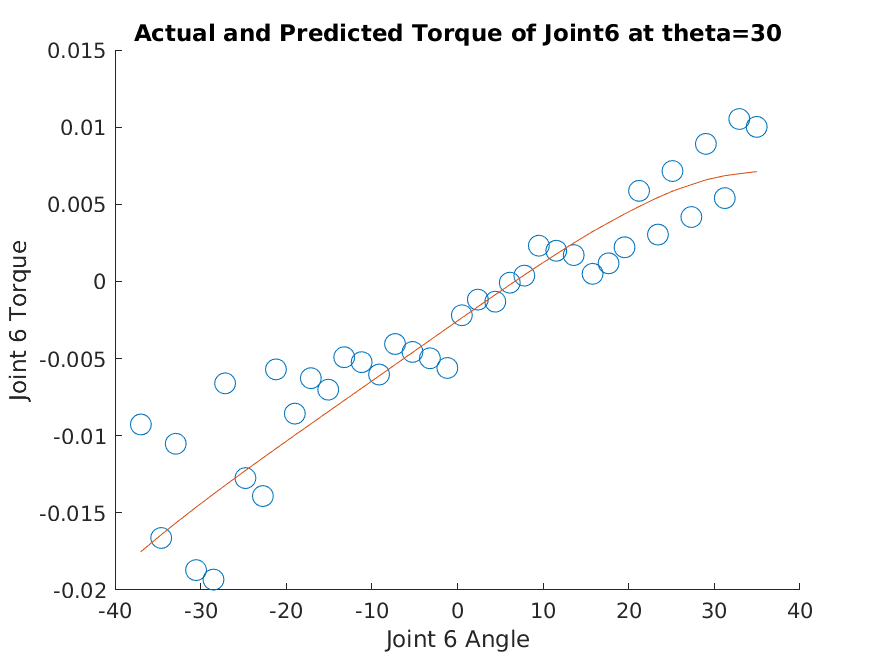 Actual and Predicted Torque of Joint6 at theta=30
0.015
0.01
0.005
0
-0.005
-0.01
-0.015
-0.02
Joint 6 Torque
-40 -30 -20 -10 0 10 20 30 40
Joint 6 Angle